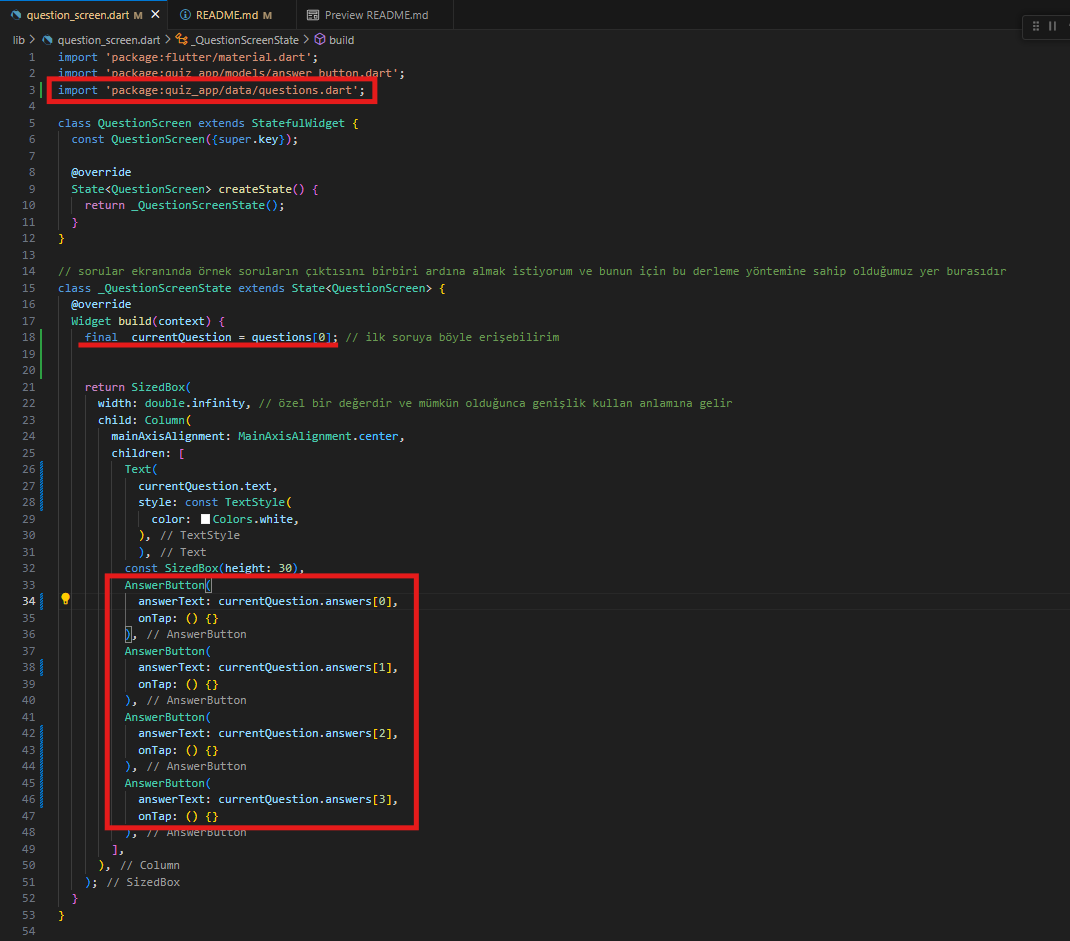 question_screen.dart M
README.md M
Preview README.md
lib > question_screen.dart > _QuestionScreenState > build
1 import 'package:flutter/material.dart';
2 import 'package:quiz_app/models/answer_button.dart';
3 import 'package:quiz_app/data/questions.dart';
4
5 class QuestionScreen extends StatefulWidget {
6 const QuestionScreen({super.key});
7
8 @override
9 State<QuestionScreen> createState() {
10 return _QuestionScreenState();
11 }
12 }
13
14 // sorular ekranında örnek soruların çıktısını birbiri ardına almak istiyorum ve bunun için bu derleme yöntemine sahip olduğumuz yer burasıdır
15 class _QuestionScreenState extends State<QuestionScreen> {
16 @override
17 Widget build(context) {
18 final  currentQuestion = questions[0]; // ilk soruya böyle erişebilirim
19
20
21 return SizedBox(
22 width: double.infinity, // özel bir değerdir ve mümkün olduğunca genişlik kullan anlamına gelir
23 child: Column(
24 mainAxisAlignment: MainAxisAlignment.center,
25 children: [
26 Text(
27 currentQuestion.text,
28 style: const TextStyle(
29 color: Colors.white,
30 ), // TextStyle
31 ), // Text
32 const SizedBox(height: 30),
33 AnswerButton(
34 answerText: currentQuestion.answers[0],
35 onTap: () {}
36 ), // AnswerButton
37 AnswerButton(
38 answerText: currentQuestion.answers[1],
39 onTap: () {}
40 ), // AnswerButton
41 AnswerButton(
42 answerText: currentQuestion.answers[2],
43 onTap: () {}
44 ), // AnswerButton
45 AnswerButton(
46 answerText: currentQuestion.answers[3],
47 onTap: () {}
48 ), // AnswerButton
49 ],
50 ), // Column
51 ); // SizedBox
52 }
53 }
54